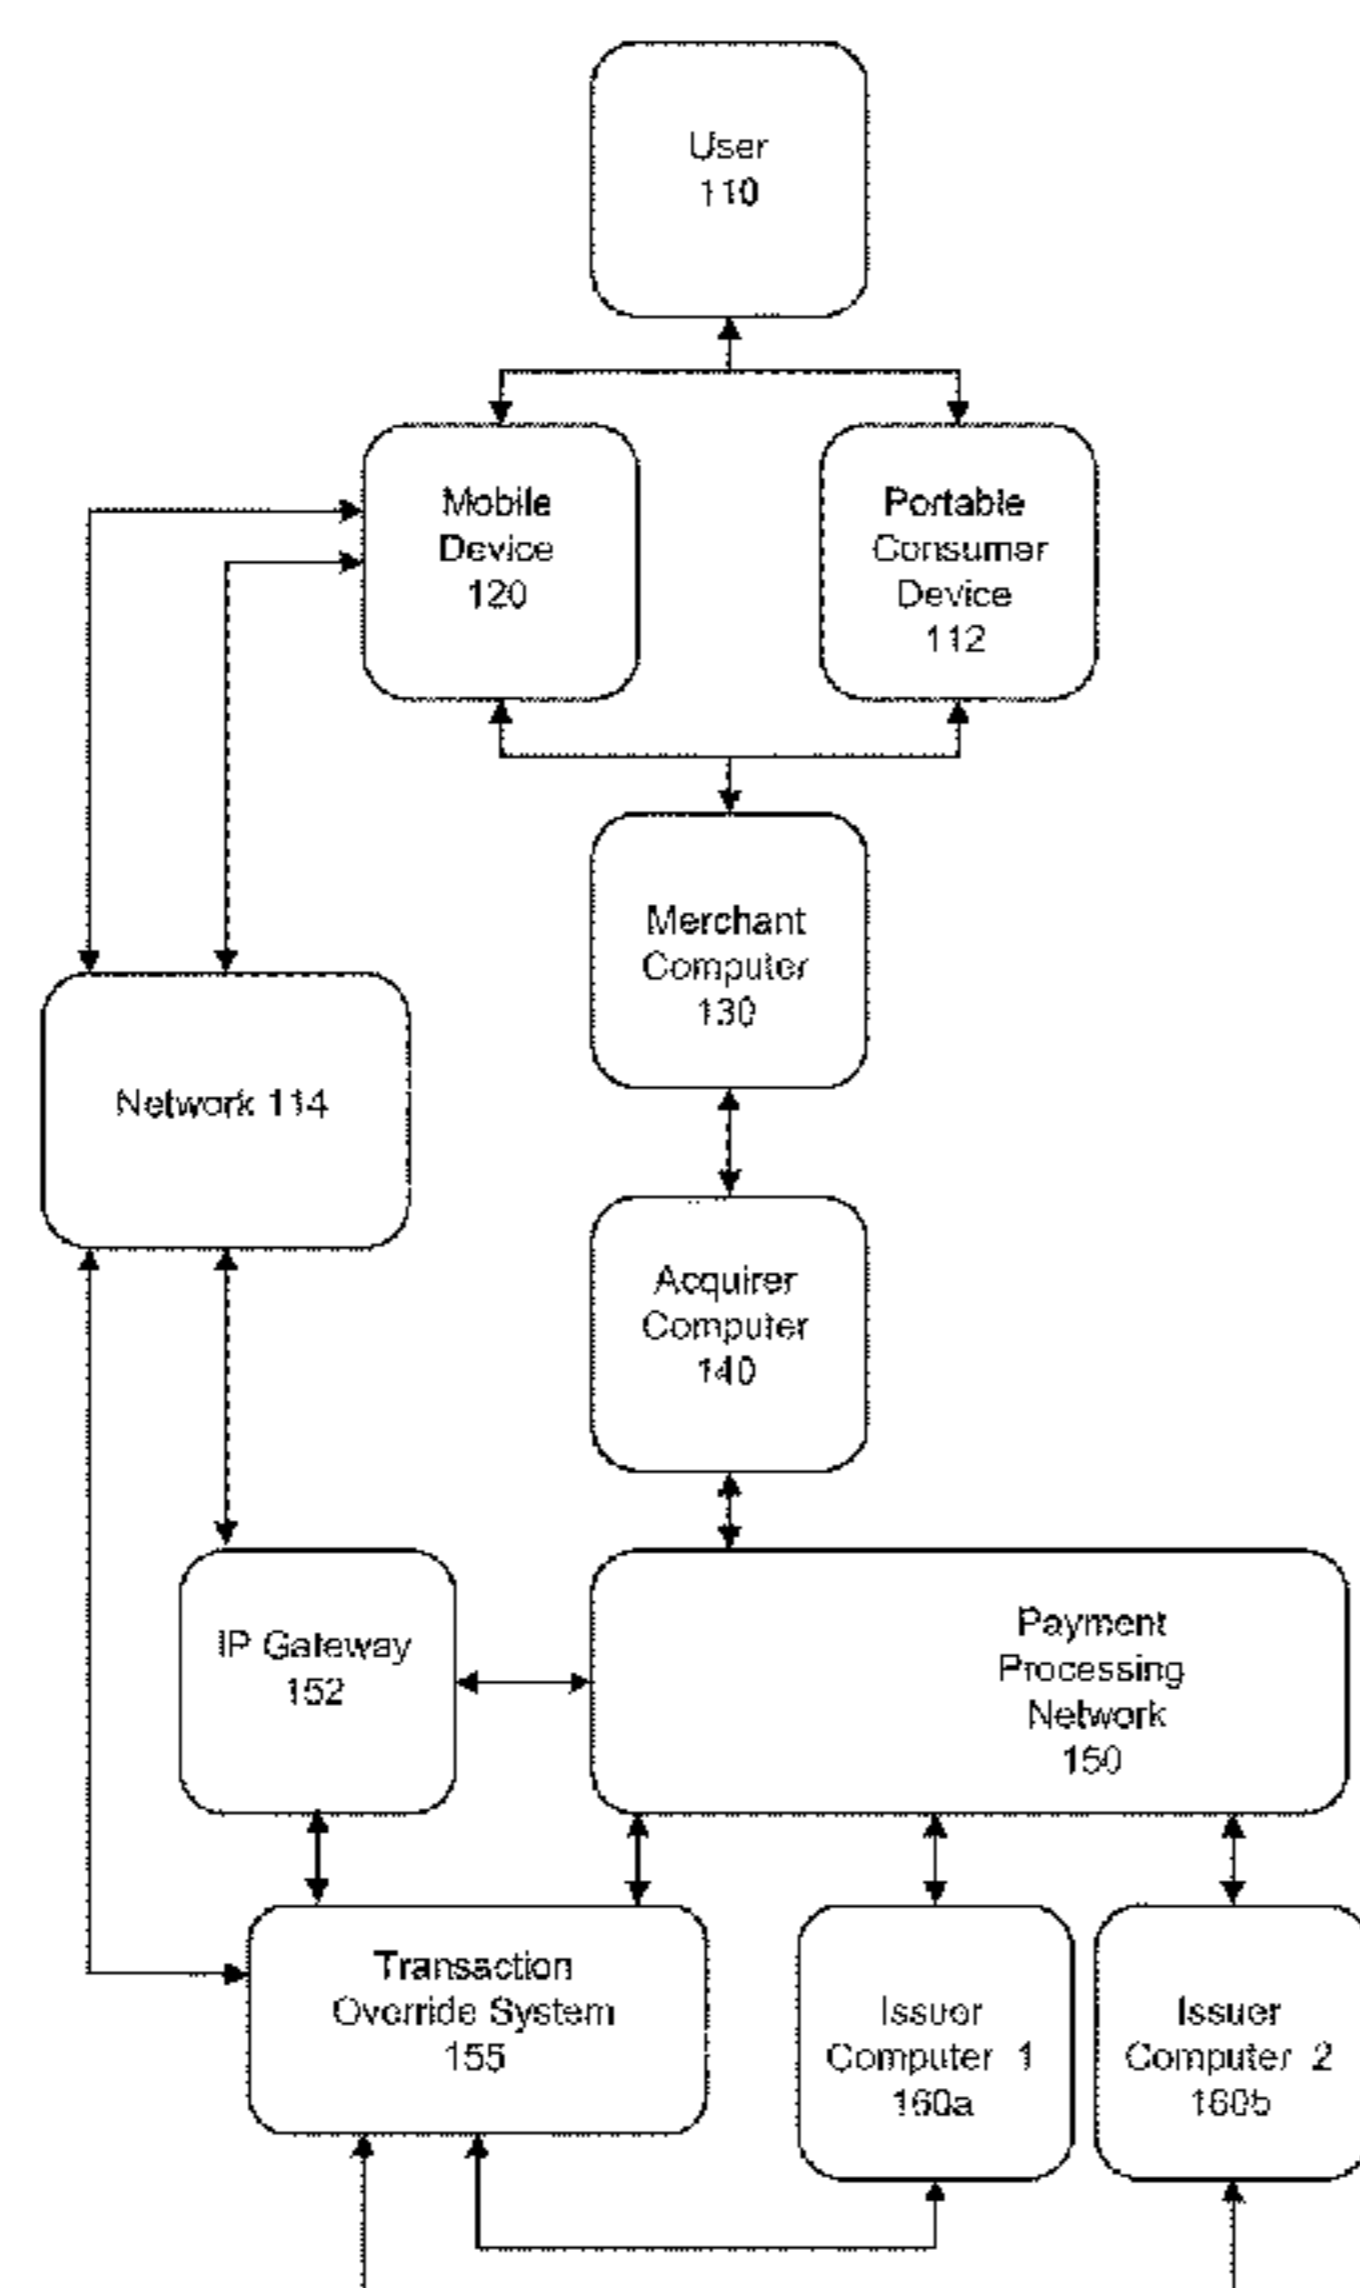 User
110
Mobile
Device
120
Portable
Consumer
Device
112
Merchant
Computer
130
Network 114
Acquirer
Computer
140
IP Gateway
152
Payment
Processing
Network
150
Transaction
Override System
155
Issuer
Computer 1
160a
Issuer
Computer 2
160b